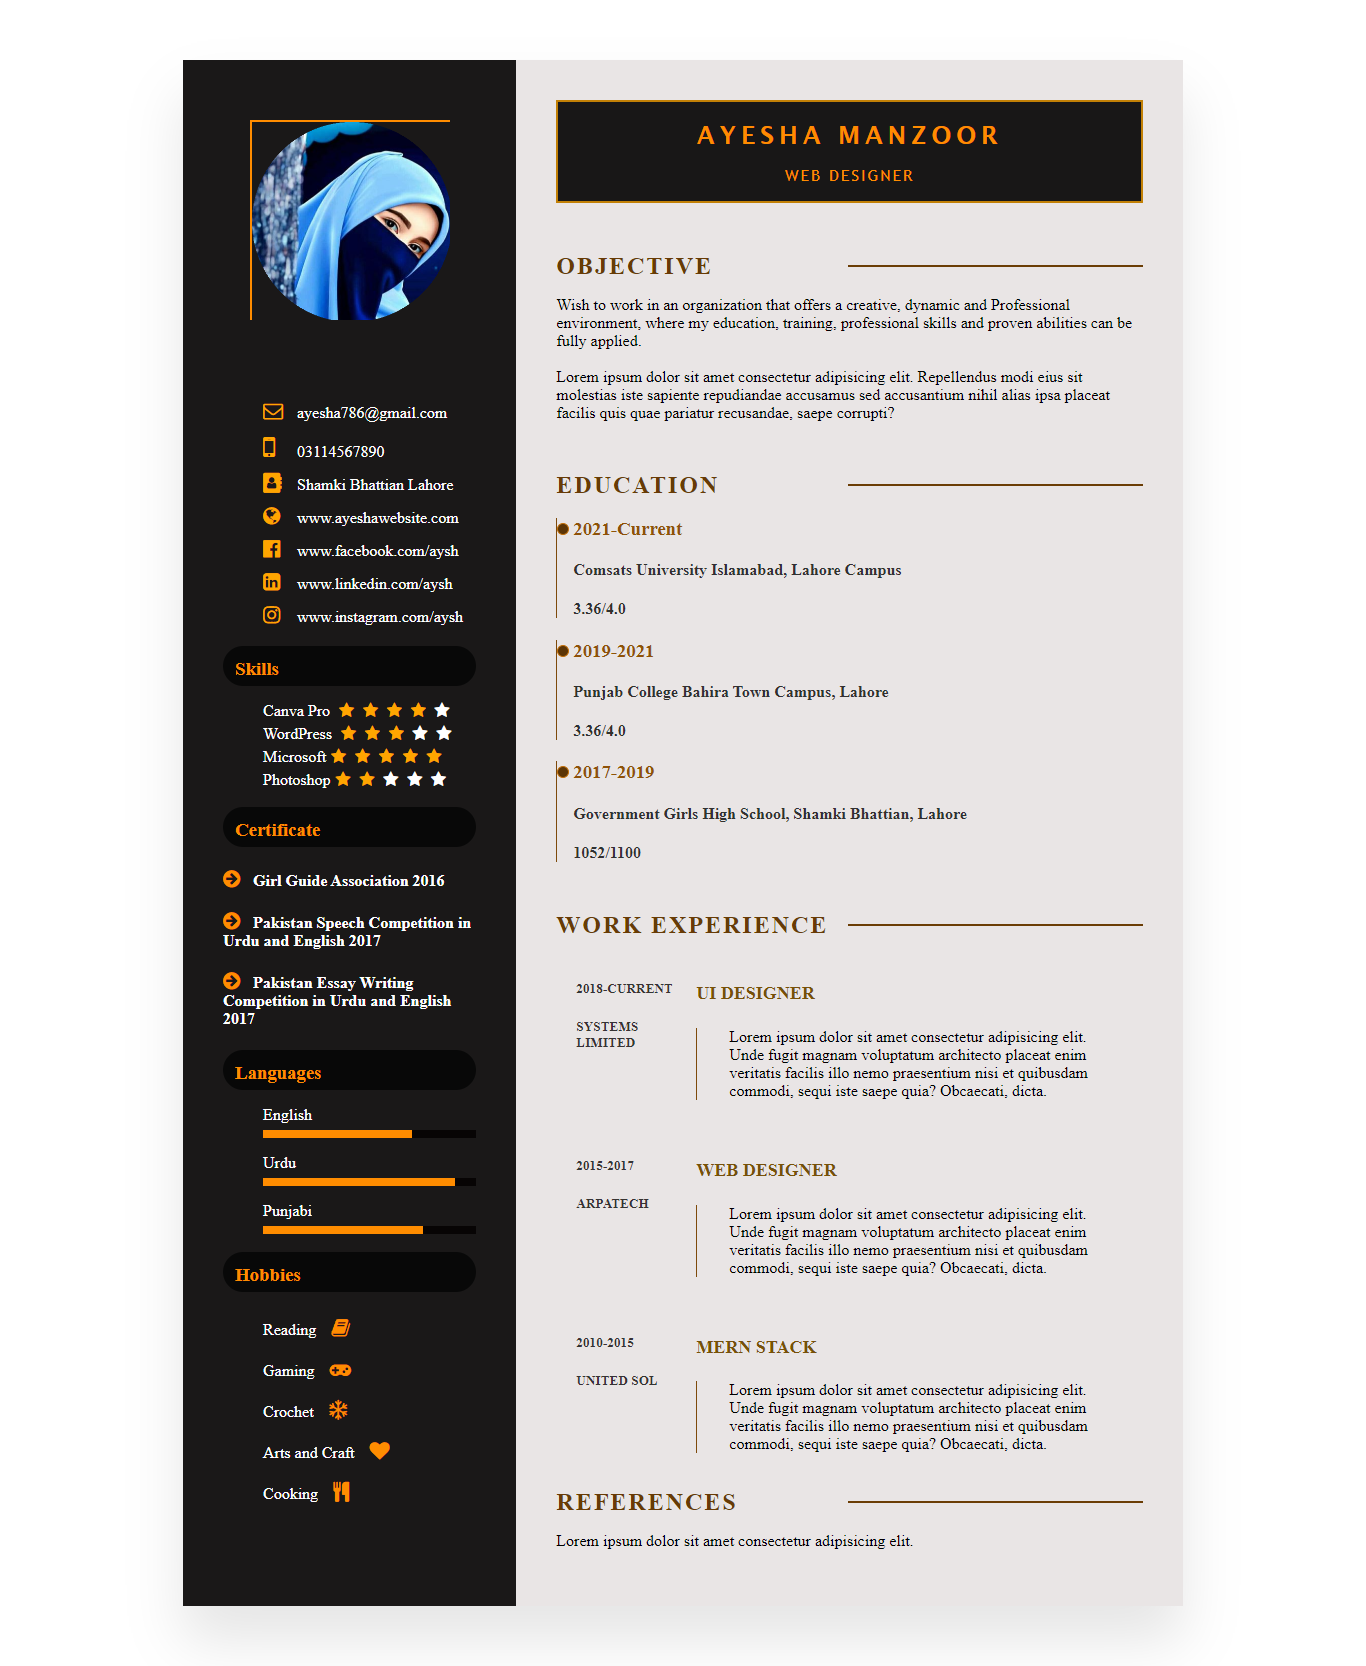 ayesha786@gmail.com
03114567890
Shamki Bhattian Lahore
www.ayeshawebsite.com
www.facebook.com/aysh
www.linkedin.com/aysh
www.instagram.com/aysh
Skills
Canva Pro
WordPress
Microsoft
Photoshop
Certificate
Girl Guide Association 2016
Pakistan Speech Competition in
Urdu and English 2017
Pakistan Essay Writing
Competition in Urdu and English
2017
Languages
English
Urdu
Punjabi
Hobbies
Reading
Gaming
Crochet
Arts and Craft
Cooking
AYESHA MANZOOR
WEB DESIGNER
OBJECTIVE
Wish to work in an organization that offers a creative, dynamic and Professional
environment, where my education, training, professional skills and proven abilities can be
fully applied.
Lorem ipsum dolor sit amet consectetur adipisicing elit. Repellendus modi eius sit
molestias iste sapiente repudiandae accusamus sed accusantium nihil alias ipsa placeat
facilis quis quae pariatur recusandae, saepe corrupti?
EDUCATION
2021-Current
Comsats University Islamabad, Lahore Campus
3.36/4.0
2019-2021
Punjab College Bahira Town Campus, Lahore
3.36/4.0
2017-2019
Government Girls High School, Shamki Bhattian, Lahore
1052/1100
WORK EXPERIENCE
2018-CURRENT
SYSTEMS
LIMITED
UI DESIGNER
Lorem ipsum dolor sit amet consectetur adipisicing elit.
Unde fugit magnam voluptatum architecto placeat enim
veritatis facilis illo nemo praesentium nisi et quibusdam
commodi, sequi iste saepe quia? Obcaecati, dicta.
2015-2017
ARPATECH
WEB DESIGNER
Lorem ipsum dolor sit amet consectetur adipisicing elit.
Unde fugit magnam voluptatum architecto placeat enim
veritatis facilis illo nemo praesentium nisi et quibusdam
commodi, sequi iste saepe quia? Obcaecati, dicta.
2010-2015
UNITED SOL
MERN STACK
Lorem ipsum dolor sit amet consectetur adipisicing elit.
Unde fugit magnam voluptatum architecto placeat enim
veritatis facilis illo nemo praesentium nisi et quibusdam
commodi, sequi iste saepe quia? Obcaecati, dicta.
REFERENCES
Lorem ipsum dolor sit amet consectetur adipisicing elit.